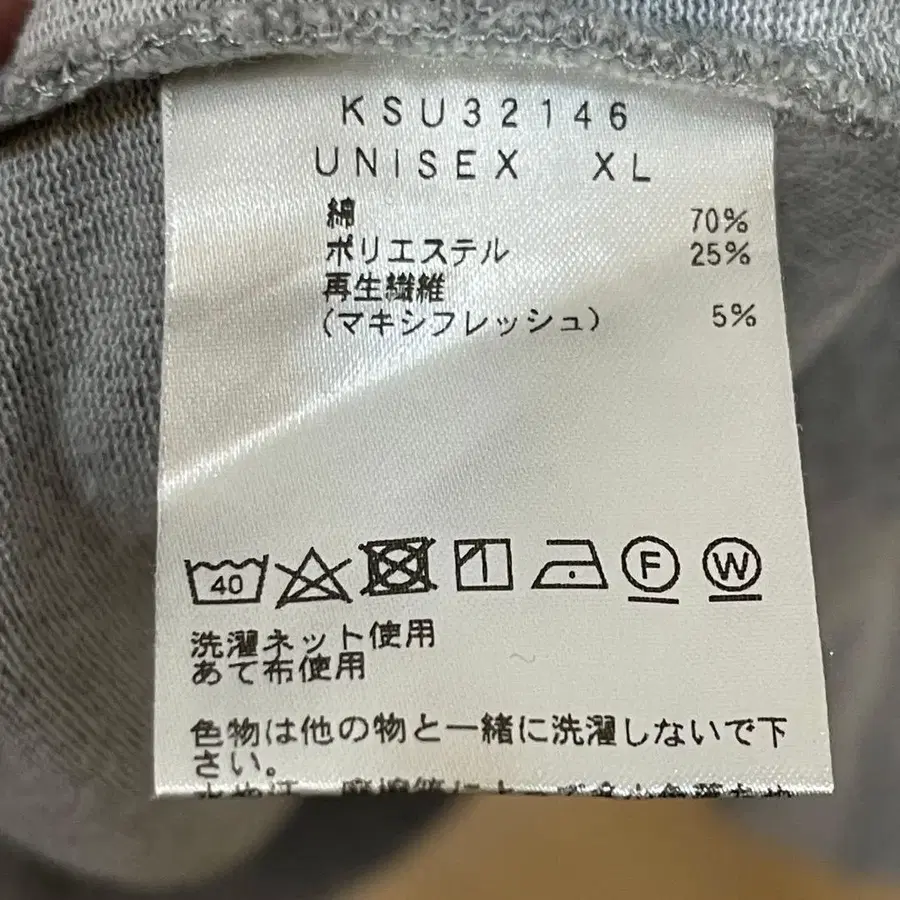 KSU32146
UNISEX XL
綿 70%
ポリエステル 25%
再生繊維
(マキシフレッシュ) 5%
40 F W
洗濯ネット使用
あて布使用
色物は他の物と一緒に洗濯しないで下
さい。